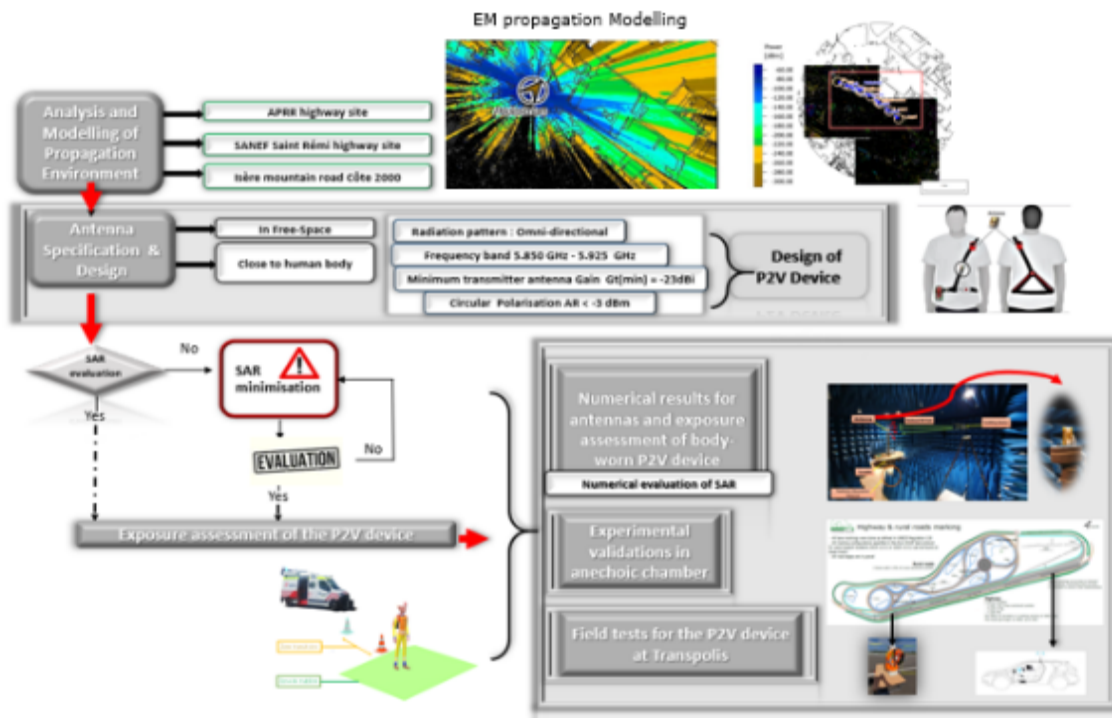 EM propagation Modelling
Power
[dBm]
Analysis and
Modelling of
Propagation
Environment
APRR highway site
SANEF Saint Rémi highway site
Isère mountain road Côte 2000
Antenna
Specification &
Design
In Free-Space
Close to human body
Radiation pattern : Omni-directional
Frequency band 5.850 GHz - 5.925 GHz
Minimum transmitter antenna Gain Gt(min) = -23dBi
Circular Polarisation AR < -3 dBm
Design of
P2V Device
SAR
evaluation
No
Yes
SAR
minimisation
EVALUATION
No
Yes
Exposure assessment of the P2V device
Numerical results for
antennas and exposure
assessment of body-
worn P2V device
Numerical evaluation of SAR
Experimental
validations in
anechoic chamber
Field tests for the P2V device
at Transpolis
Highway & rural roads marking